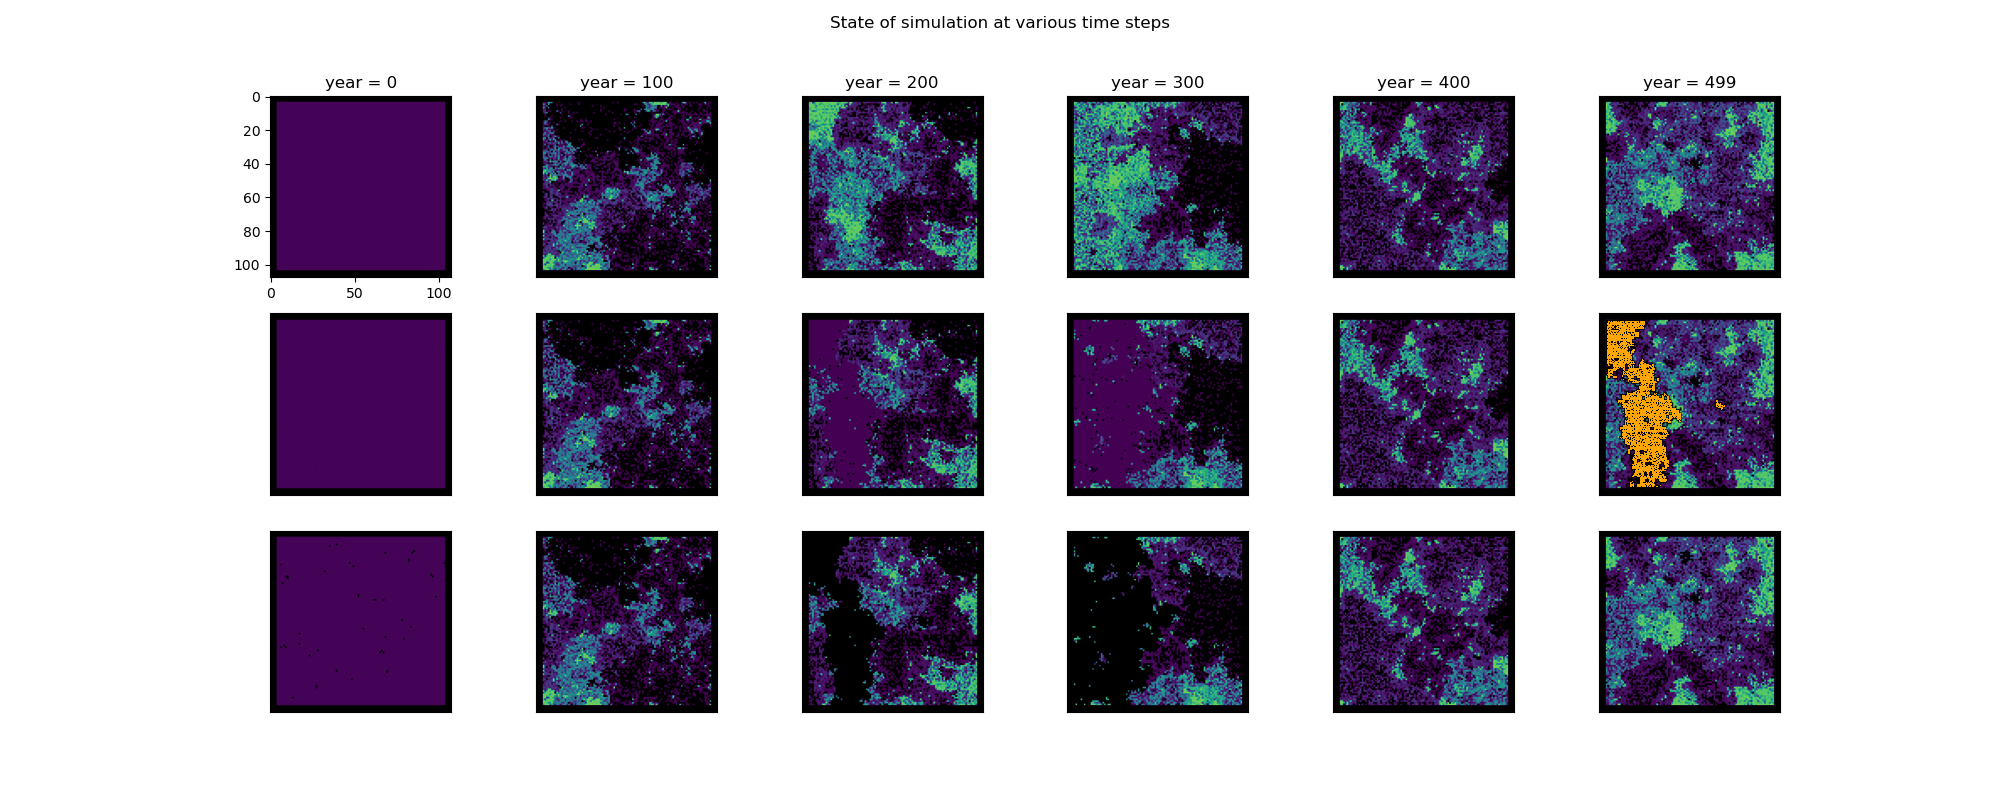 State of simulation at various time steps
year = 0
year = 100
year = 200
year = 300
year = 400
year = 499
0
20
40
60
80
100
0
50
100